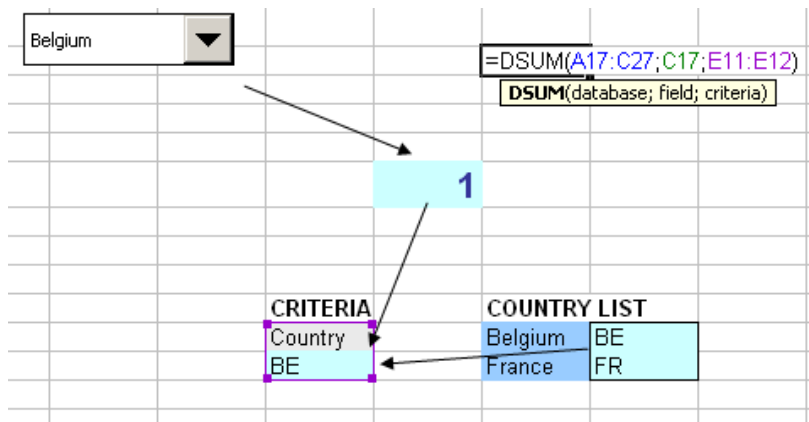 Belgium
=DSUM(A17:C27;C17;E11:E12)
DSUM(database; field; criteria)
1
CRITERIA COUNTRY LIST
Country Belgium BE
BE France FR